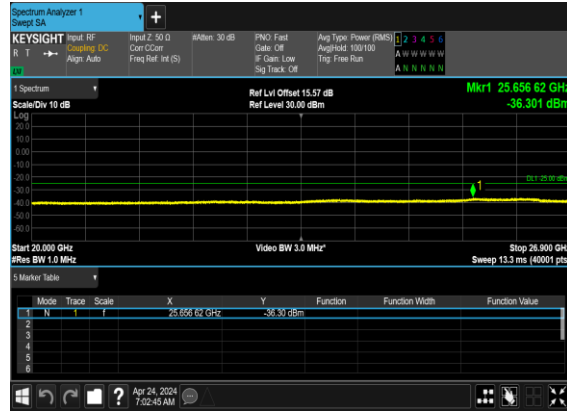 Spectrum Analyzer 1
Swept SA
+
KEYSIGHT Input: RF Input Z: 50 Ω #Atten: 30 dB PNO: Fast Avg Type: Power (RMS) 1 2 3 4 5 6
R T Coupling: DC Corr CCorr Gate: Off Avg|Hold: 100/100 A W W W W W
Align: Auto Freq Ref: Int (S) IF Gain: Low Trig: Free Run
Sig Track: Off A N N N N N
1 Spectrum Ref Lvl Offset 15.57 dB Mkr1 25.656 62 GHz
Scale/Div 10 dB Ref Level 30.00 dBm -36.301 dBm
Log
20.0
10.0
0.00
-10.0
-20.0
DL1 -25.00 dBm
-30.0 1
-40.0
-50.0
-60.0
Start 20.000 GHz Video BW 3.0 MHz* Stop 26.900 GHz
#Res BW 1.0 MHz Sweep 13.3 ms (40001 pts)
5 Marker Table
Mode Trace Scale X Y Function Function Width Function Value
1 N 1 f 25.656 62 GHz -36.30 dBm
2
3
4
5
6
? Apr 24, 2024
7:02:45 AM